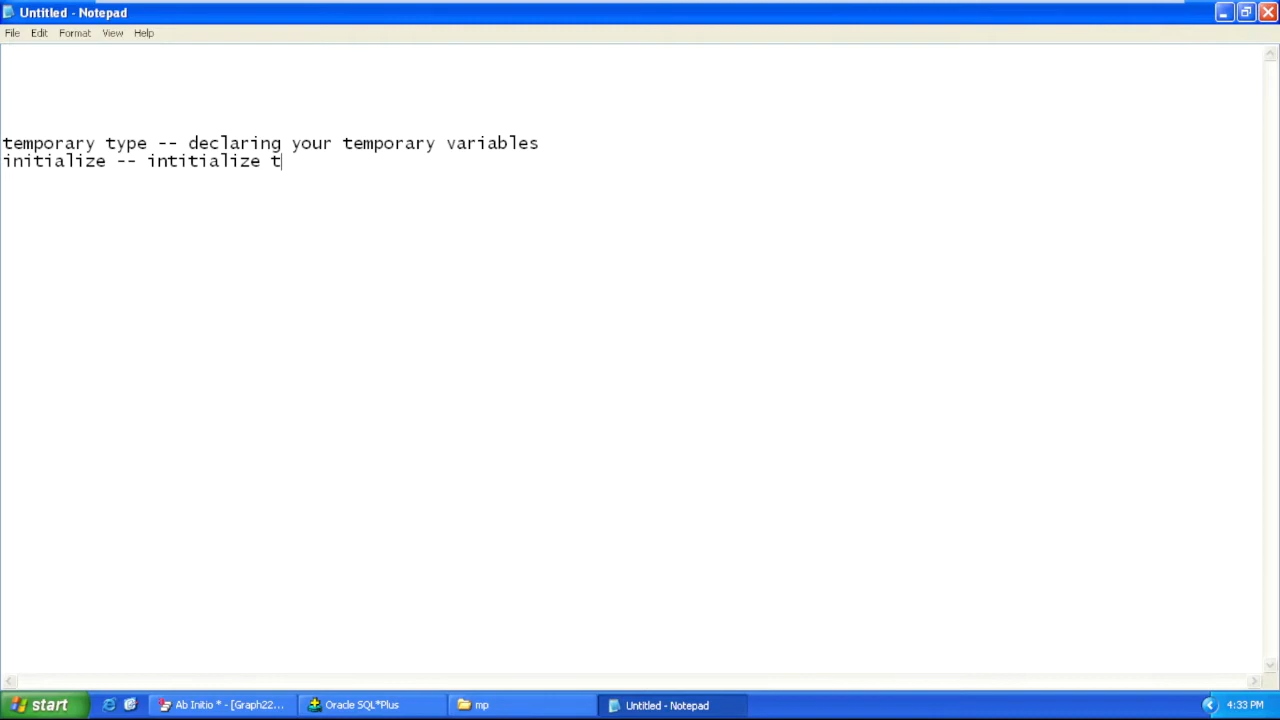 Untitled - Notepad
File Edit Format View Help
temporary type -- declaring your temporary variables
initialize -- intitialize t
start
Ab Initio * - [Graph22...
Oracle SQL*Plus
mp
Untitled - Notepad
4:33 PM